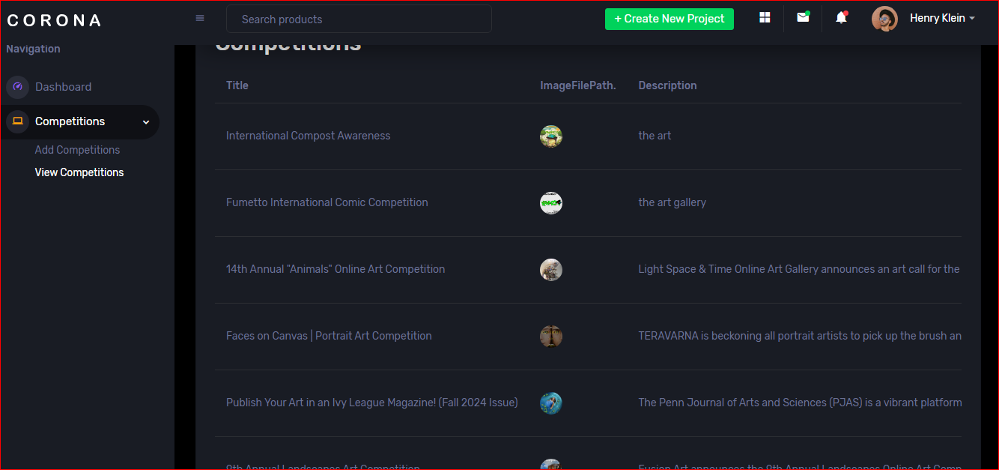 CORONA
Search products
+ Create New Project
Henry Klein
Navigation
Dashboard
Competitions
Add Competitions
View Competitions
Competitions
Title ImageFilePath. Description
International Compost Awareness the art
Fumetto International Comic Competition the art gallery
14th Annual "Animals" Online Art Competition Light Space & Time Online Art Gallery announces an art call for the
Faces on Canvas | Portrait Art Competition TERAVARNA is beckoning all portrait artists to pick up the brush an
Publish Your Art in an Ivy League Magazine! (Fall 2024 Issue) The Penn Journal of Arts and Sciences (PJAS) is a vibrant platform
9th Annual Landscapes Art Competition Fusion Art announces the 9th Annual Landscapes Online Art Comp